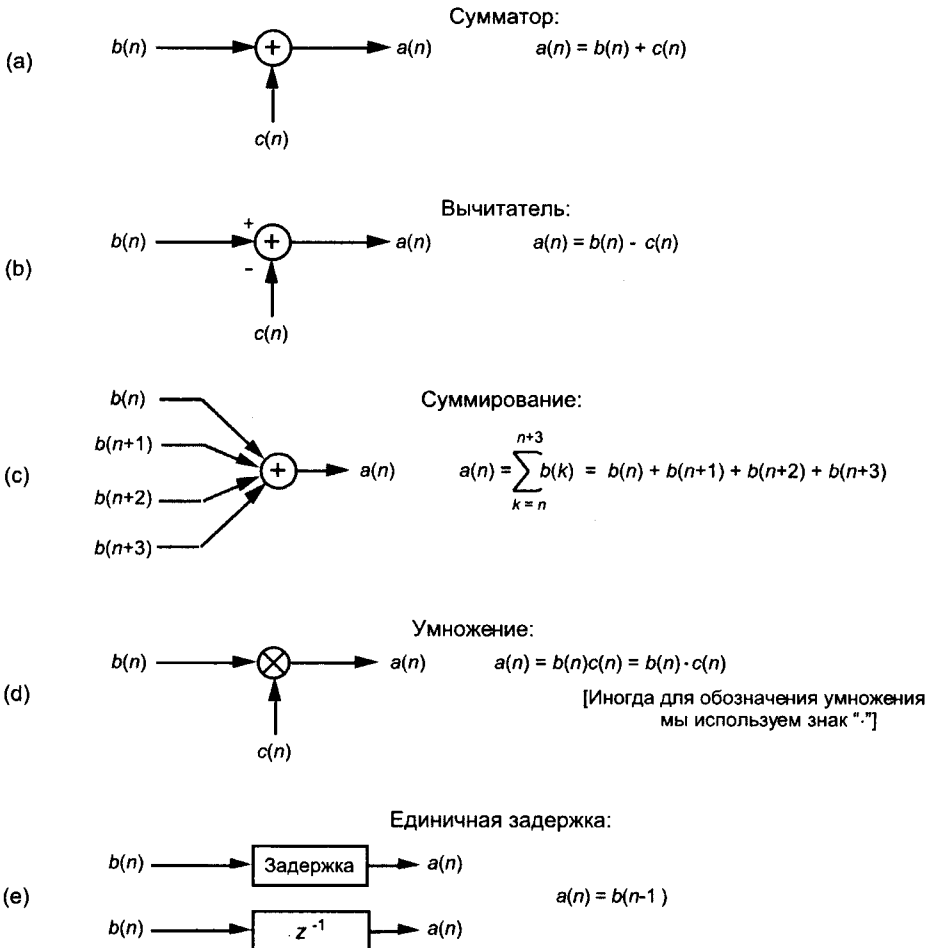 Сумматор:
(a) b(n) + a(n) a(n) = b(n) + c(n)
c(n)
Вычитатель:
(b) b(n) + + - a(n) a(n) = b(n) - c(n)
c(n)
Суммирование:
(c) b(n)
b(n+1)
b(n+2)
b(n+3)
+ a(n)
n+3
a(n) = ∑ b(k) = b(n) + b(n+1) + b(n+2) + b(n+3)
k = n
Умножение:
(d) b(n) a(n) a(n) = b(n)c(n) = b(n)·c(n)
[Иногда для обозначения умножения
мы используем знак "·"]
c(n)
Единичная задержка:
b(n) Задержка a(n)
(e) a(n) = b(n-1 )
b(n) z -1 a(n)